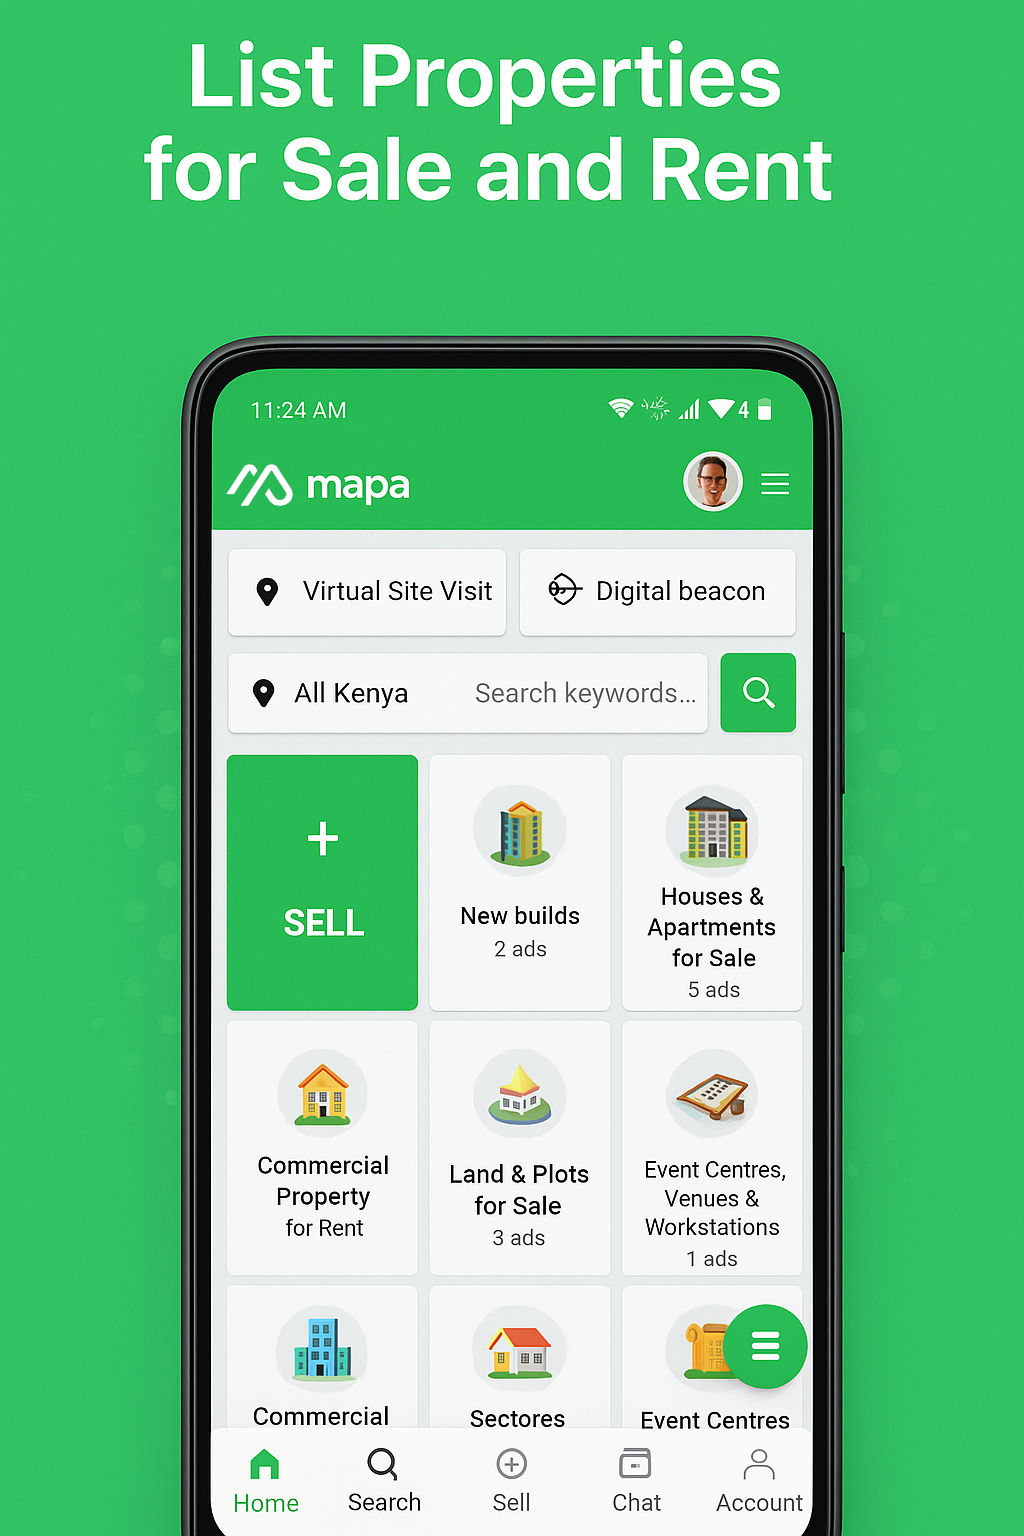 List Properties
for Sale and Rent
11:24 AM
4
mapa
Virtual Site Visit
Digital beacon
All Kenya
Search keywords...
+
SELL
New builds
2 ads
Houses &
Apartments
for Sale
5 ads
Commercial
Property
for Rent
Land & Plots
for Sale
3 ads
Event Centres,
Venues &
Workstations
1 ads
Commercial
Sectores
Event Centres
Home
Search
Sell
Chat
Account